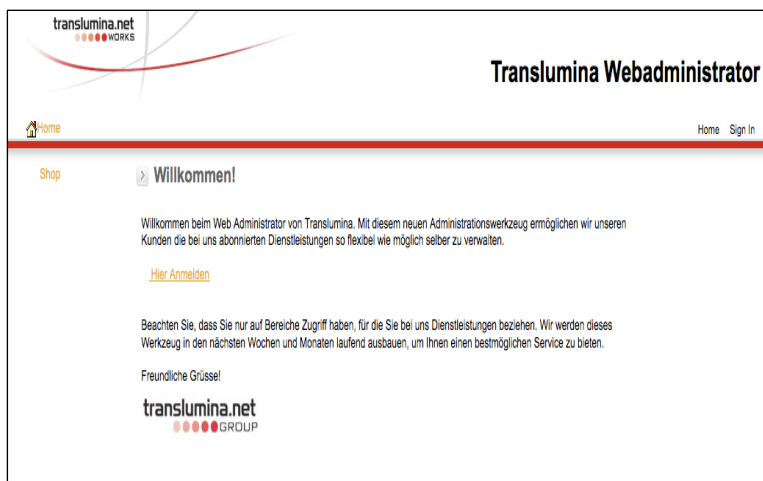 translumina.net
WORKS
Translumina Webadministrator
Home
Home Sign In
Shop
Willkommen!
Willkommen beim Web Administrator von Translumina. Mit diesem neuen Administrationswerkzeug ermöglichen wir unseren
Kunden die bei uns abonnierten Dienstleistungen so flexibel wie möglich selber zu verwalten.
Hier Anmelden
Beachten Sie, dass Sie nur auf Bereiche Zugriff haben, für die Sie bei uns Dienstleistungen beziehen. Wir werden dieses
Werkzeug in den nächsten Wochen und Monaten laufend ausbauen, um Ihnen einen bestmöglichen Service zu bieten.
Freundliche Grüsse!
translumina.net
GROUP